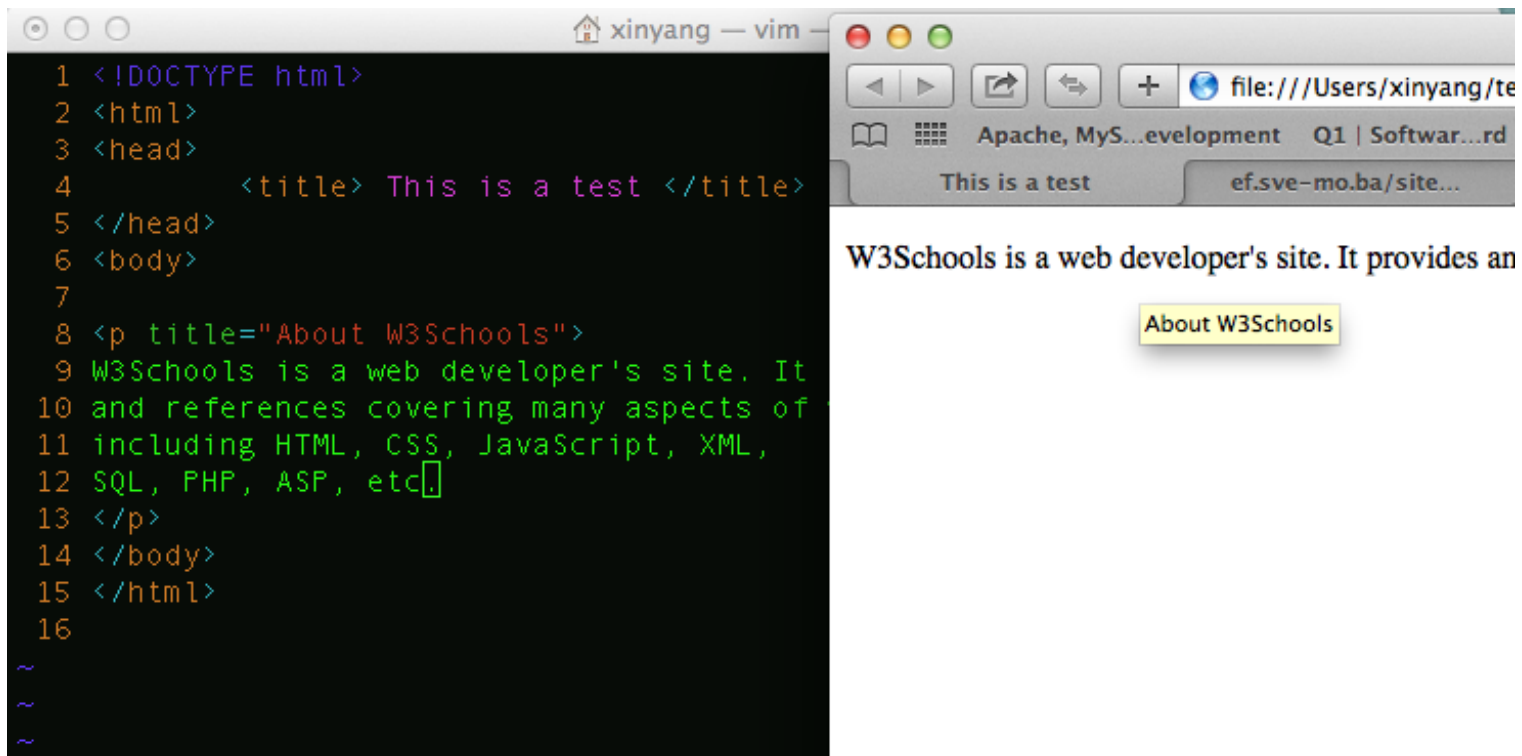 xinyang — vim —
1 <!DOCTYPE html>
2 <html>
3 <head>
4 <title> This is a test </title>
5 </head>
6 <body>
7
8 <p title="About W3Schools">
9 W3Schools is a web developer's site. It
10 and references covering many aspects of
11 including HTML, CSS, JavaScript, XML,
12 SQL, PHP, ASP, etc.
13 </p>
14 </body>
15 </html>
16
~
~
~
file:///Users/xinyang/te
Apache, MyS...evelopment Q1 | Softwar...rd
This is a test ef.sve-mo.ba/site...
W3Schools is a web developer's site. It provides an
About W3Schools